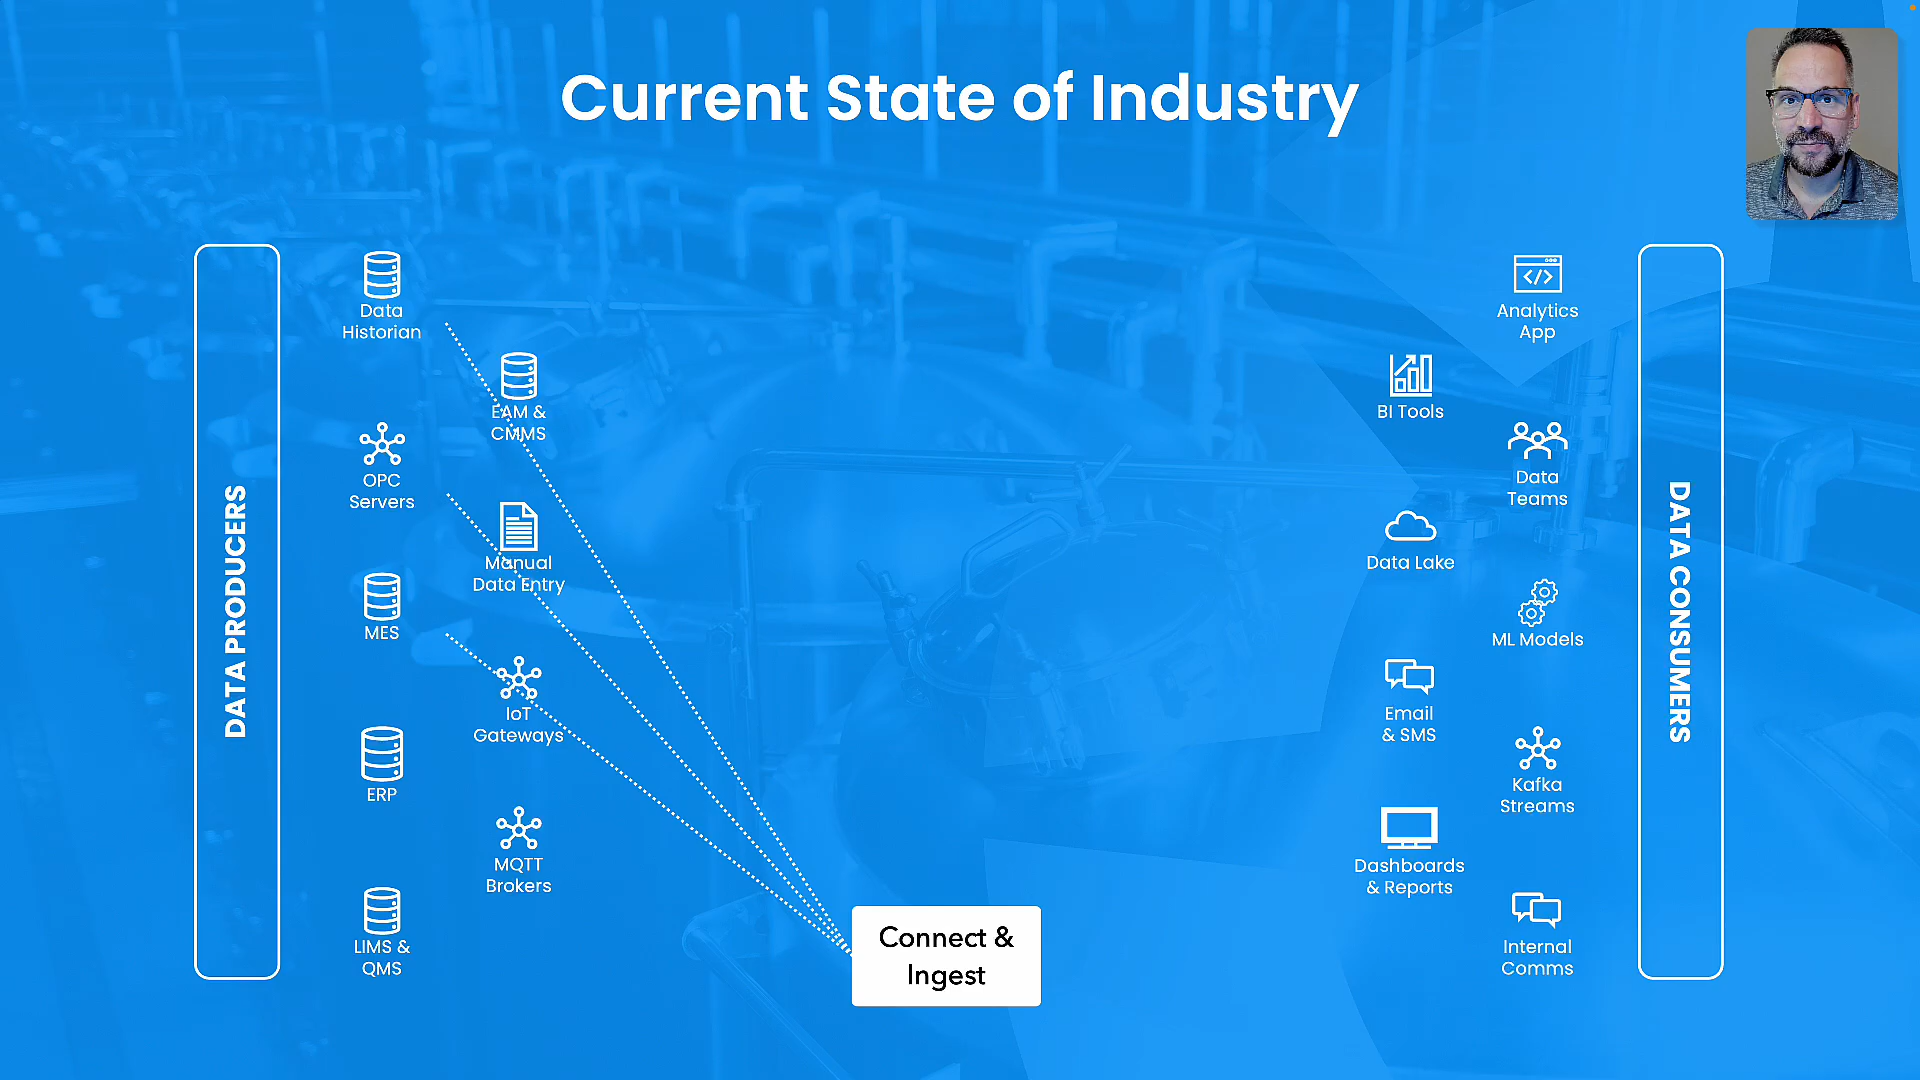 Current State of Industry
DATA PRODUCERS
Data
Historian
EAM &
CMMS
OPC
Servers
Manual
Data Entry
MES
IoT
Gateways
ERP
MQTT
Brokers
LIMS &
QMS
Connect &
Ingest
Analytics
App
BI Tools
Data
Teams
Data Lake
ML Models
Email
& SMS
Kafka
Streams
Dashboards
& Reports
Internal
Comms
DATA CONSUMERS